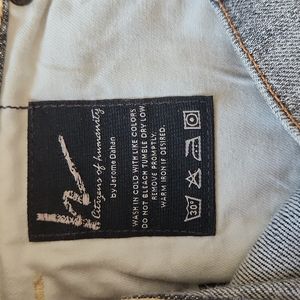 Citizens of humanity
by Jerome Dahan
WASH IN COLD WITH LIKE COLORS
DO NOT BLEACH TUMBLE DRY LOW
REMOVE PROMPTLY.
WARM IRON IF DESIRED.
30°